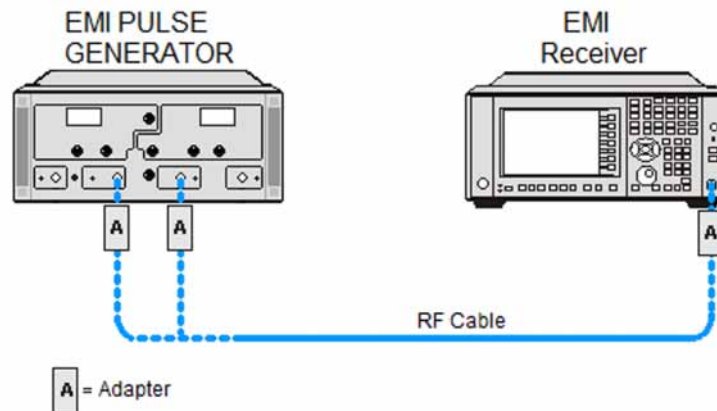 EMI PULSE
GENERATOR
EMI
Receiver
A
A
A
RF Cable
A = Adapter